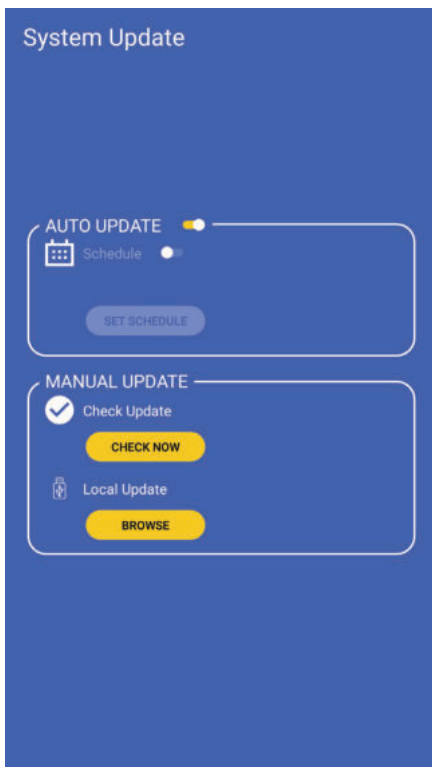 System Update
AUTO UPDATE
Schedule
SET SCHEDULE
MANUAL UPDATE
Check Update
CHECK NOW
Local Update
BROWSE